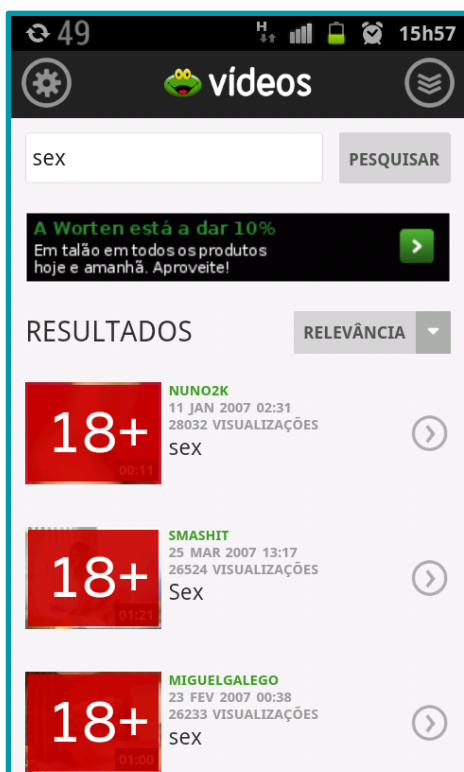 49
H
15h57
vídeos
sex
PESQUISAR
A Worten está a dar 10%
Em talão em todos os produtos
hoje e amanhã. Aproveite!
RESULTADOS
RELEVÂNCIA
NUNO2K
11 JAN 2007 02:31
28032 VISUALIZAÇÕES
sex
18+
00:11
SMASHIT
25 MAR 2007 13:17
26524 VISUALIZAÇÕES
Sex
18+
01:21
MIGUELGALEGO
23 FEV 2007 00:38
26233 VISUALIZAÇÕES
sex
18+
01:00